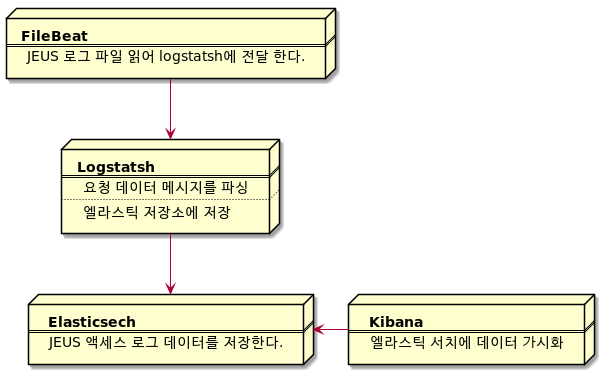 FileBeat
JEUS 로그 파일 읽어 logstatsh에 전달 한다.
Logstatsh
요청 데이터 메시지를 파싱
엘라스틱 저장소에 저장
Elasticsech
JEUS 액세스 로그 데이터를 저장한다.
Kibana
엘라스틱 서치에 데이터 가시화